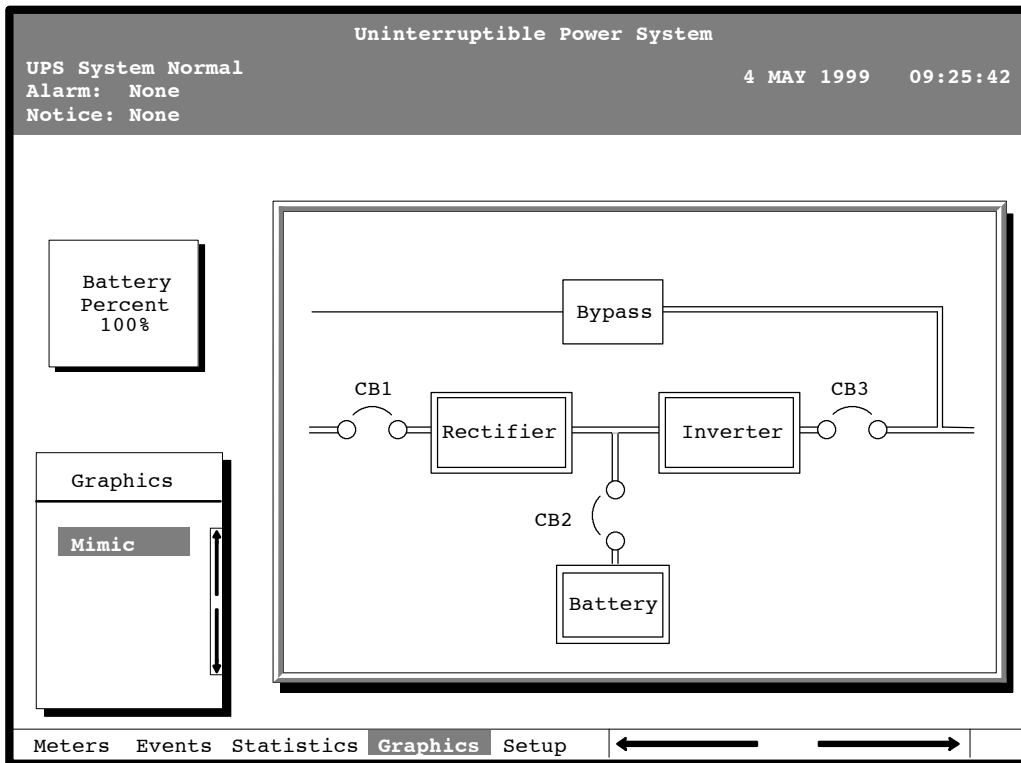 Uninterruptible Power System
UPS System Normal
Alarm: None
Notice: None
4 MAY 1999 09:25:42
Battery
Percent
100%
Bypass
CB1
CB3
Rectifier
Inverter
CB2
Battery
Graphics
Mimic
Meters Events Statistics Graphics Setup